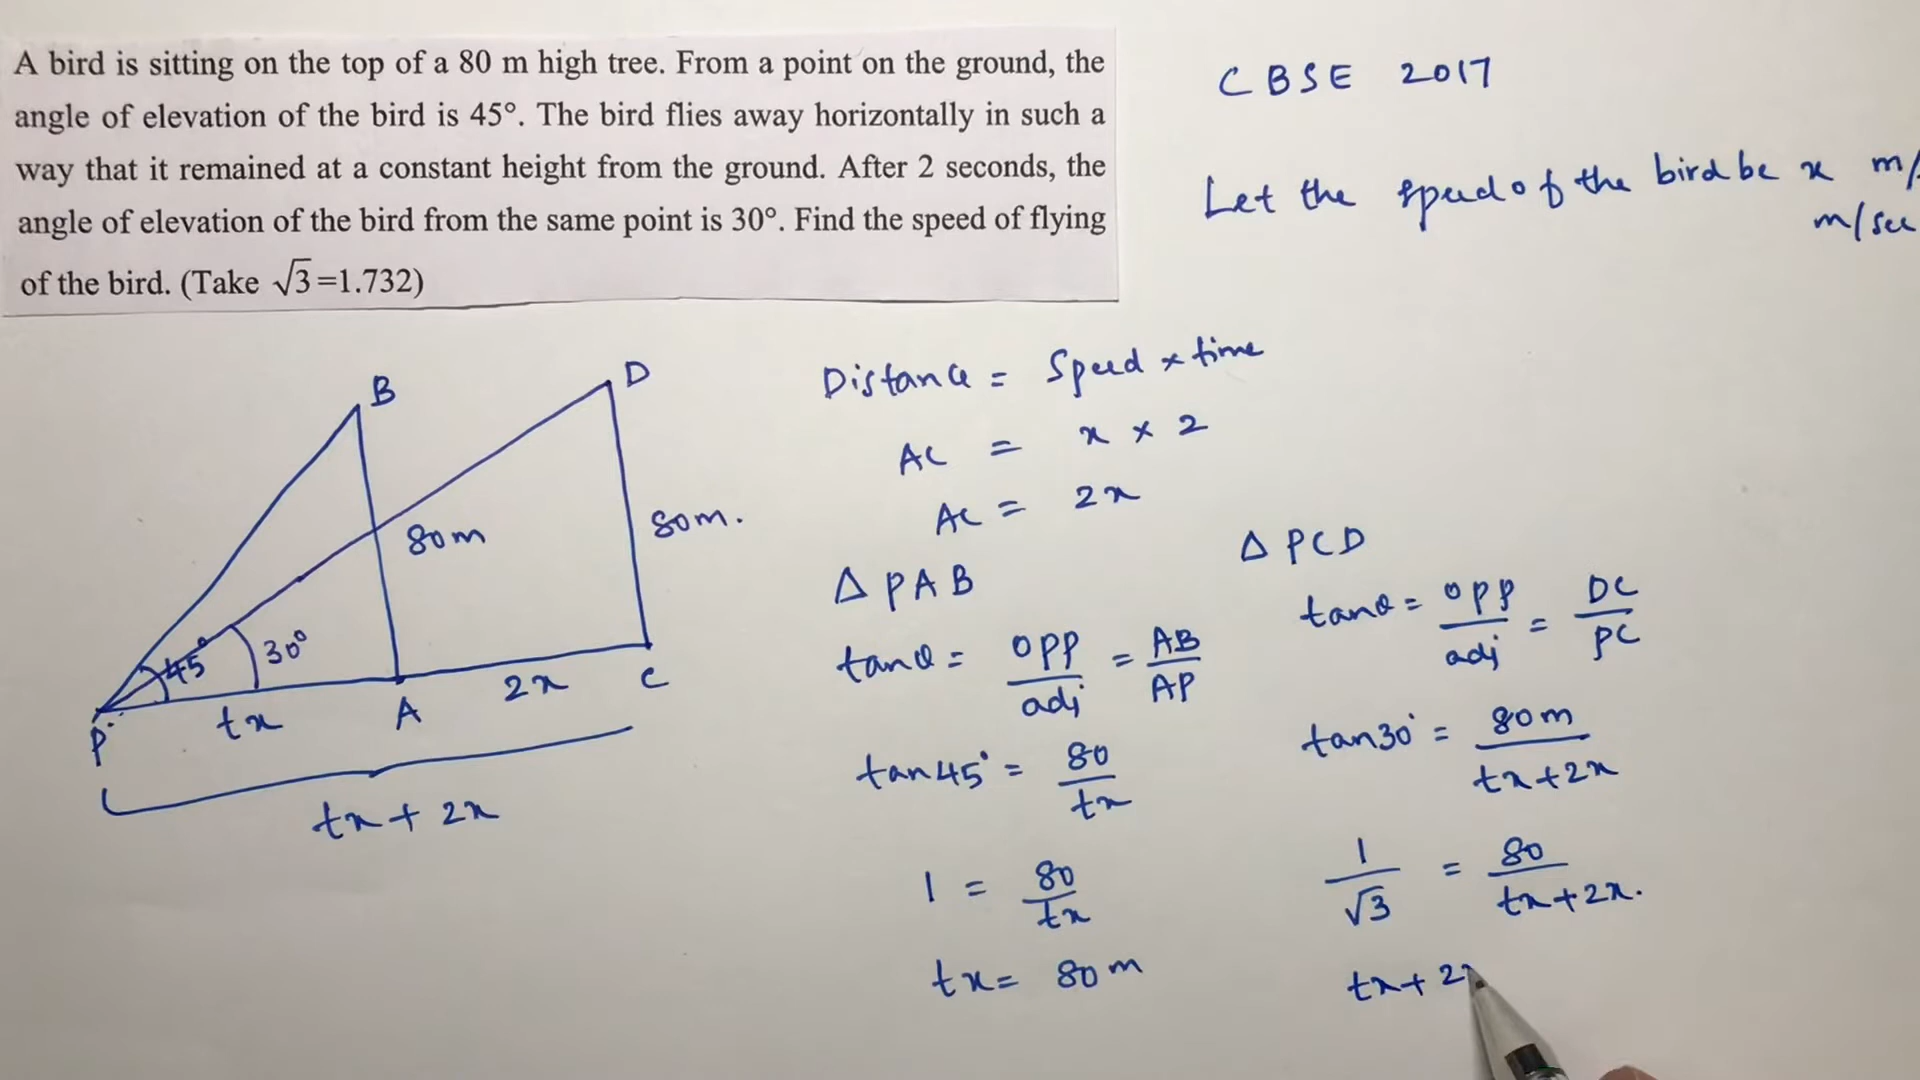 A bird is sitting on the top of a 80 m high tree. From a point on the ground, the
angle of elevation of the bird is 45°. The bird flies away horizontally in such a
way that it remained at a constant height from the ground. After 2 seconds, the
angle of elevation of the bird from the same point is 30°. Find the speed of flying
of the bird. (Take √3=1.732)
CBSE 2017
Let the speed of the bird be x m/
m/sec
B
D
80m
80m.
45°
30°
P
tx
A
2x
C
tx + 2x
Distance = Speed × time
AC = x × 2
AC = 2x
Δ PAB
tanθ = opp/adj = AB/AP
tan45° = 80/tx
1 = 80/tx
tx = 80m
Δ PCD
tanθ = opp/adj = DC/PC
tan30° = 80m/tx+2x
1/√3 = 80/tx+2x.
tx + 2x